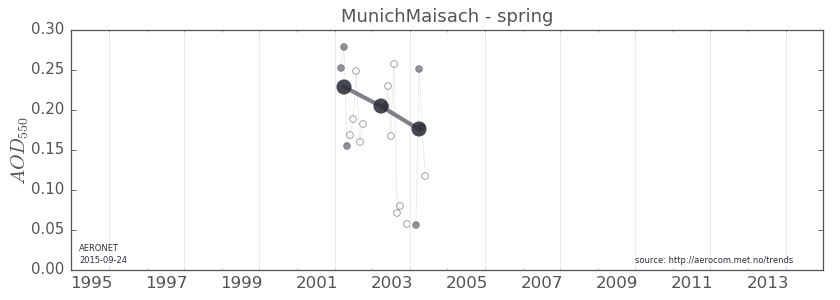 MunichMaisach - spring
0.30
0.25
0.20
0.15
0.10
0.05
0.00
AOD550
AERONET
2015-09-24
source: http://aerocom.met.no/trends
1995 1997 1999 2001 2003 2005 2007 2009 2011 2013